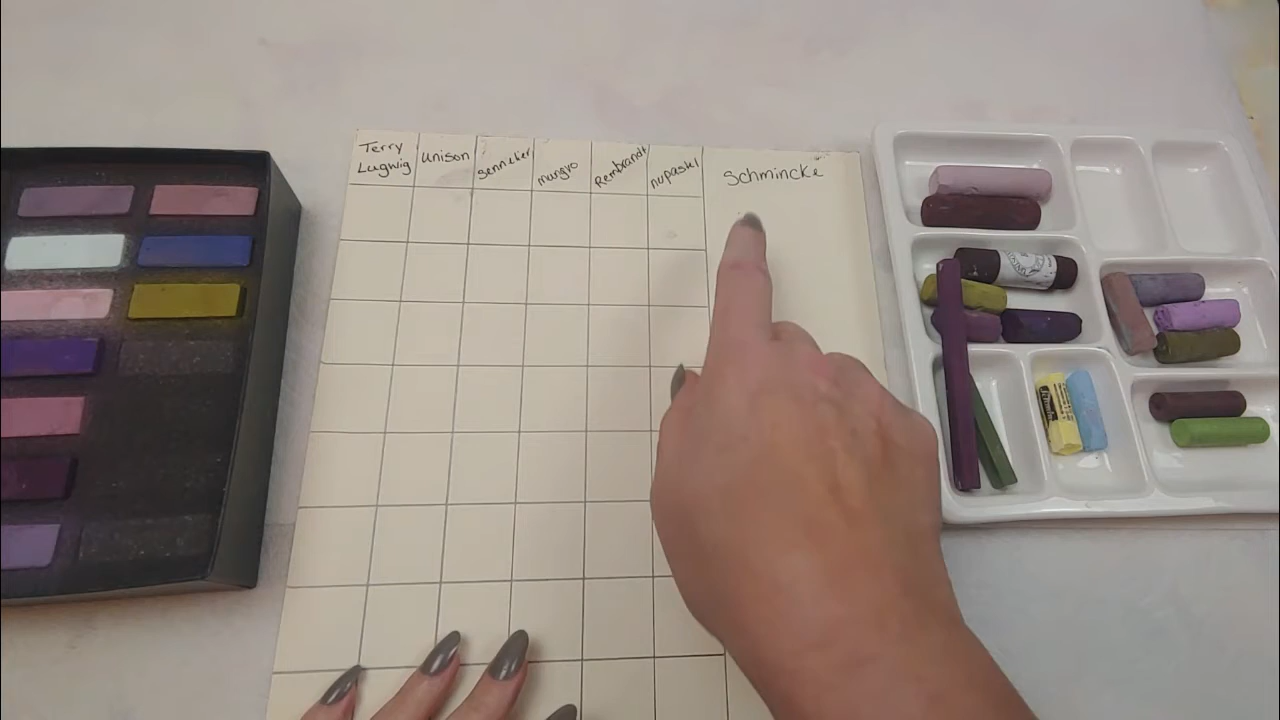 Terry
Lugwig
unison
Sennelier
mungyo
Rembrandt
nupastel
Schmincke